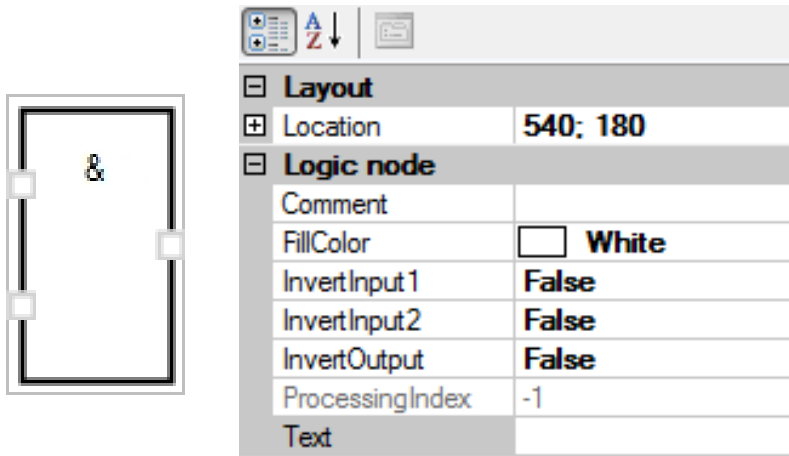 &
A
Z
Layout
Location 540; 180
Logic node
Comment
FillColor White
InvertInput1 False
InvertInput2 False
InvertOutput False
ProcessingIndex -1
Text